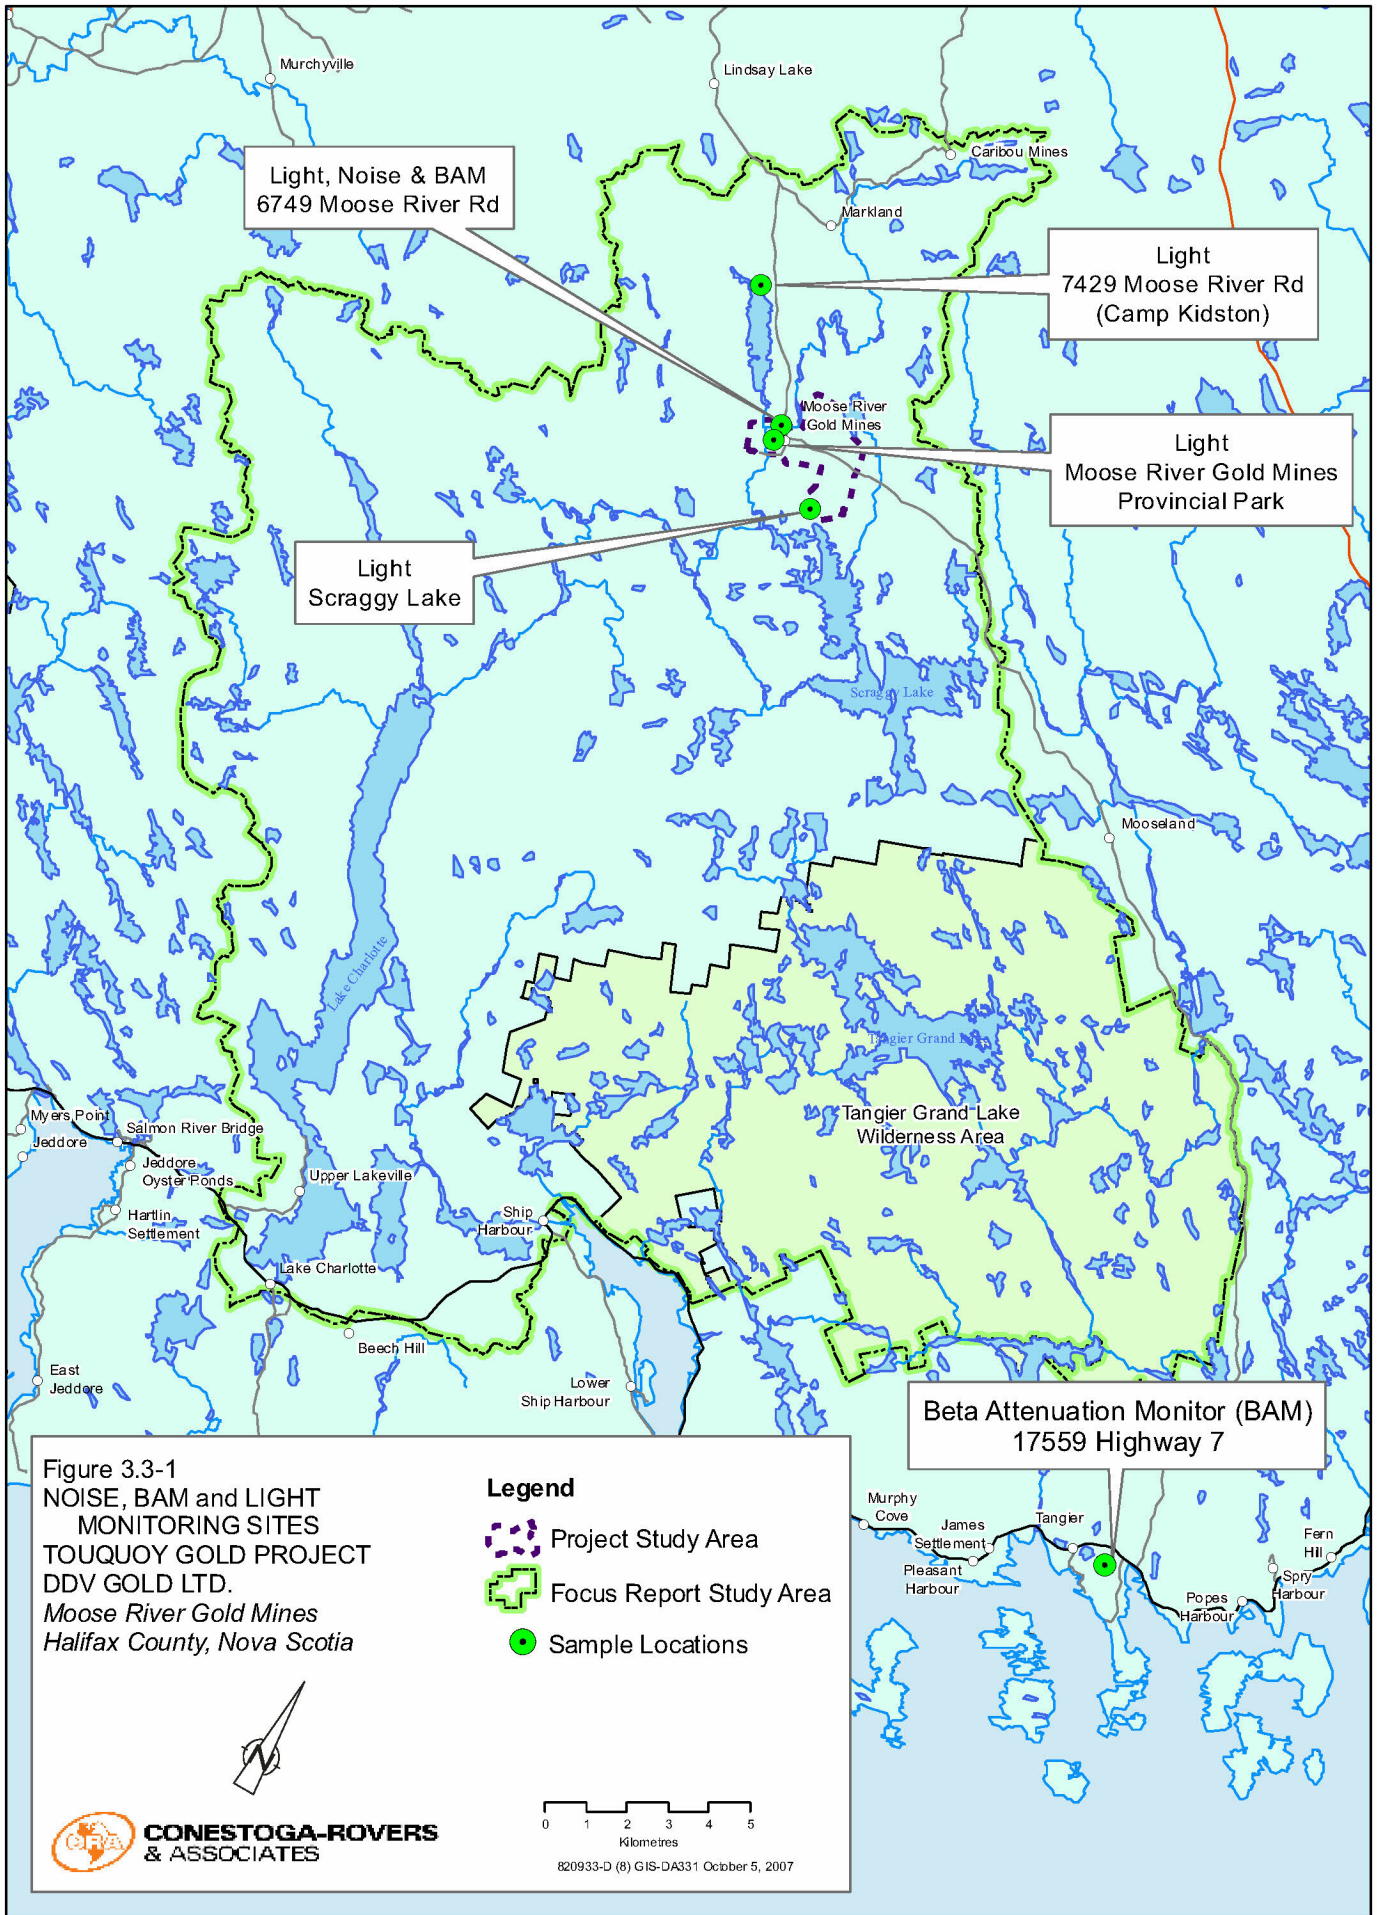 Murchyville
Lindsay Lake
Caribou Mines
Light, Noise & BAM
6749 Moose River Rd
Markland
Light
7429 Moose River Rd
(Camp Kidston)
Moose River
Gold Mines
Light
Moose River Gold Mines
Provincial Park
Light
Scraggy Lake
Scraggy Lake
Mooseland
Lake Charlotte
Tangier Grand Lake
Tangier Grand Lake
Wilderness Area
Myers Point
Salmon River Bridge
Jeddore
Jeddore
Oyster Ponds
Upper Lakeville
Hartlin
Settlement
Ship
Harbour
Lake Charlotte
Beech Hill
East
Jeddore
Lower
Ship Harbour
Beta Attenuation Monitor (BAM)
17559 Highway 7
Murphy
Cove
James
Settlement
Tangier
Pleasant
Harbour
Fern
Hill
Spry
Harbour
Popes
Harbour
Figure 3.3-1
NOISE, BAM and LIGHT
MONITORING SITES
TOUQUOY GOLD PROJECT
DDV GOLD LTD.
Moose River Gold Mines
Halifax County, Nova Scotia
Legend
Project Study Area
Focus Report Study Area
Sample Locations
N
CRA
CONESTOGA-ROVERS
& ASSOCIATES
0 1 2 3 4 5
Kilometres
820933-D (8) GIS-DA331 October 5, 2007